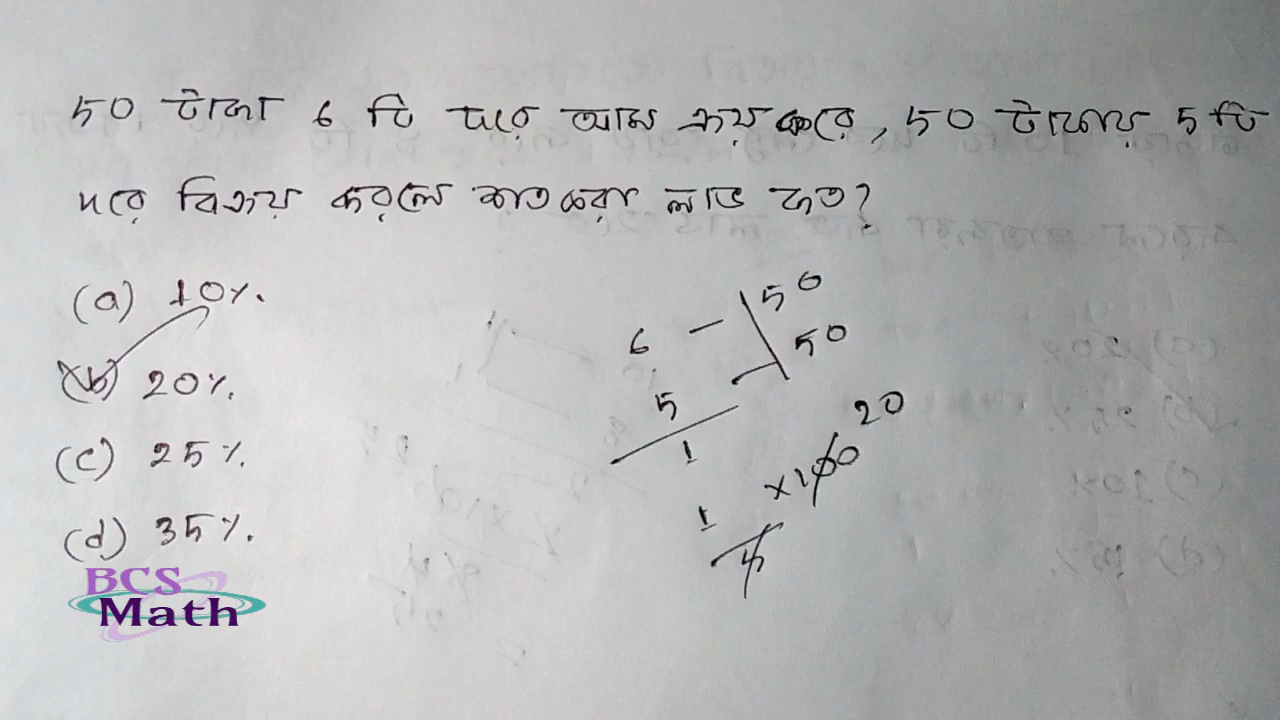 50 টাকা 6 টি দরে আম ক্রয় করে, 50 টাকায় 5 টি
দরে বিক্রয় করলে শতকরা লাভ কত?
(a) 10%.
(b) 20%.
(c) 25%.
(d) 35%.
6 – 50
5 50
1
1
5
×100
20
BCS
Math